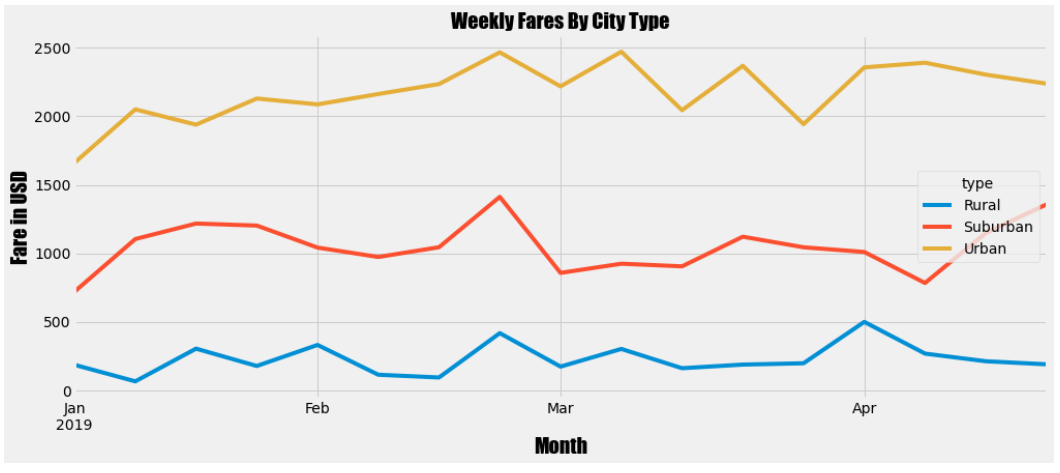 Weekly Fares By City Type
Fare in USD
2500
2000
1500
1000
500
0
type
Rural
Suburban
Urban
Jan Feb Mar Apr
2019
Month